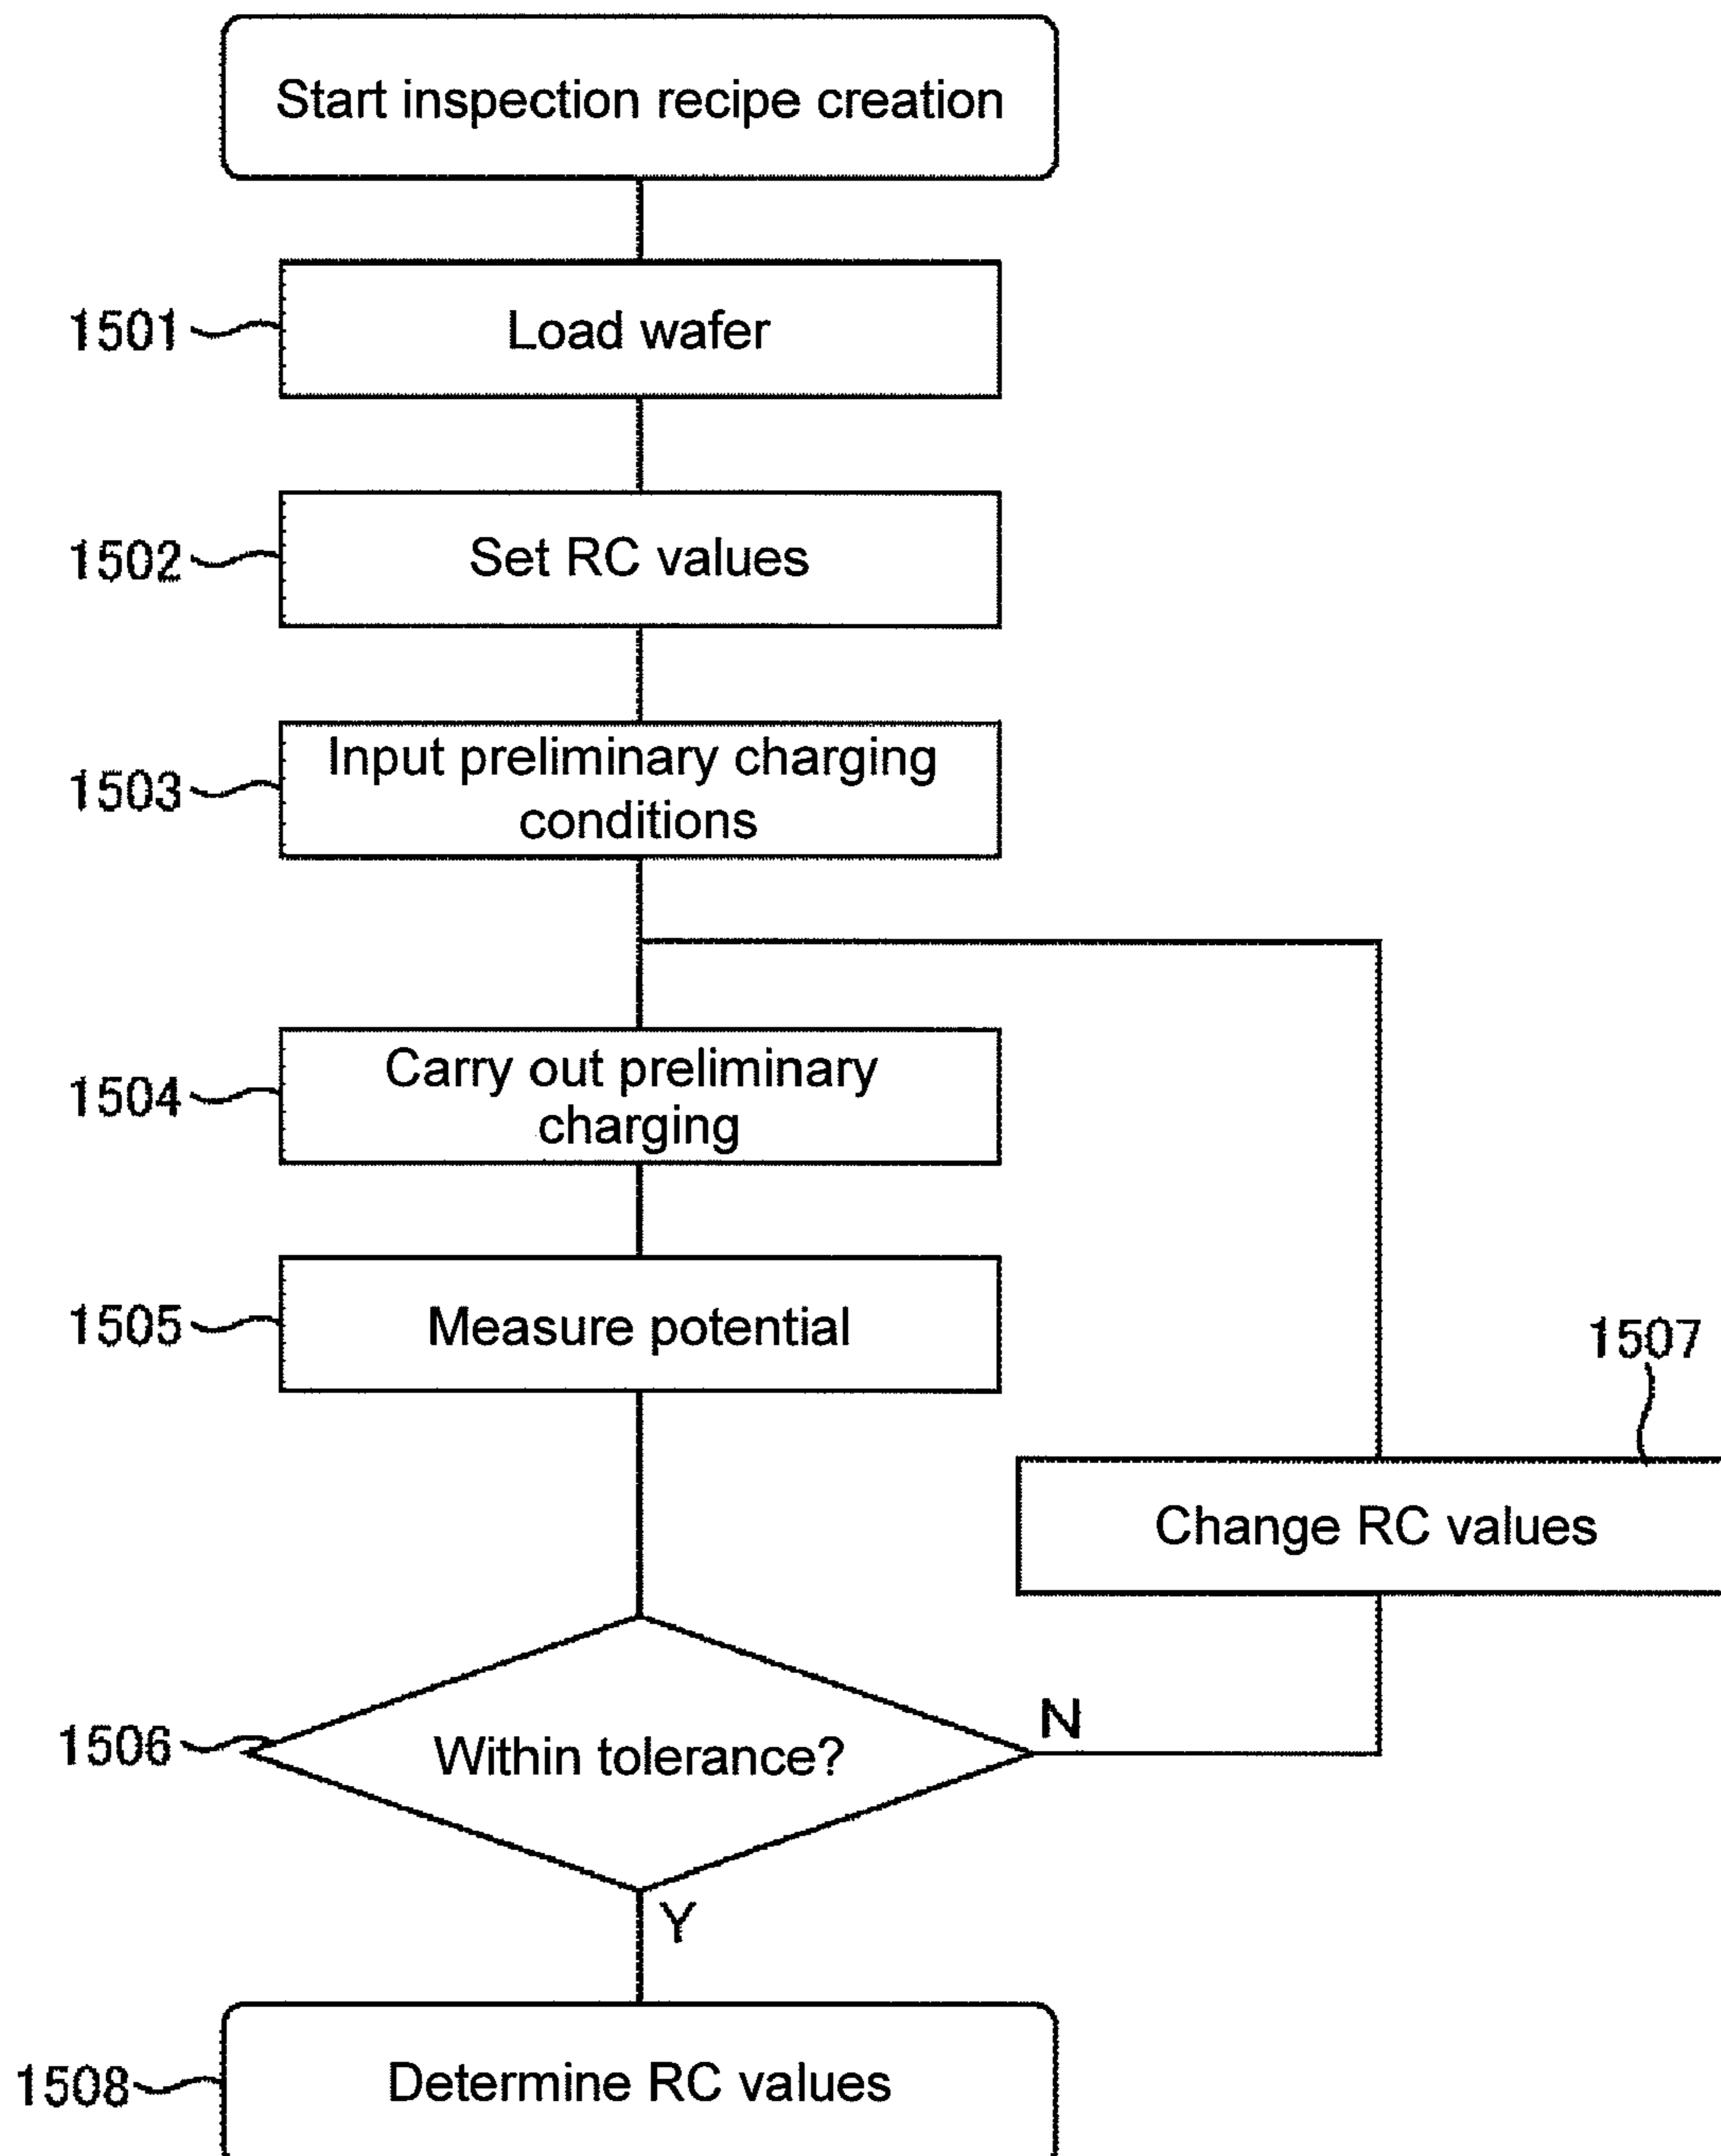 Start inspection recipe creation
1501
Load wafer
1502
Set RC values
1503
Input preliminary charging
conditions
1504
Carry out preliminary
charging
1505
Measure potential
1507
Change RC values
1506
Within tolerance?
N
Y
1508
Determine RC values